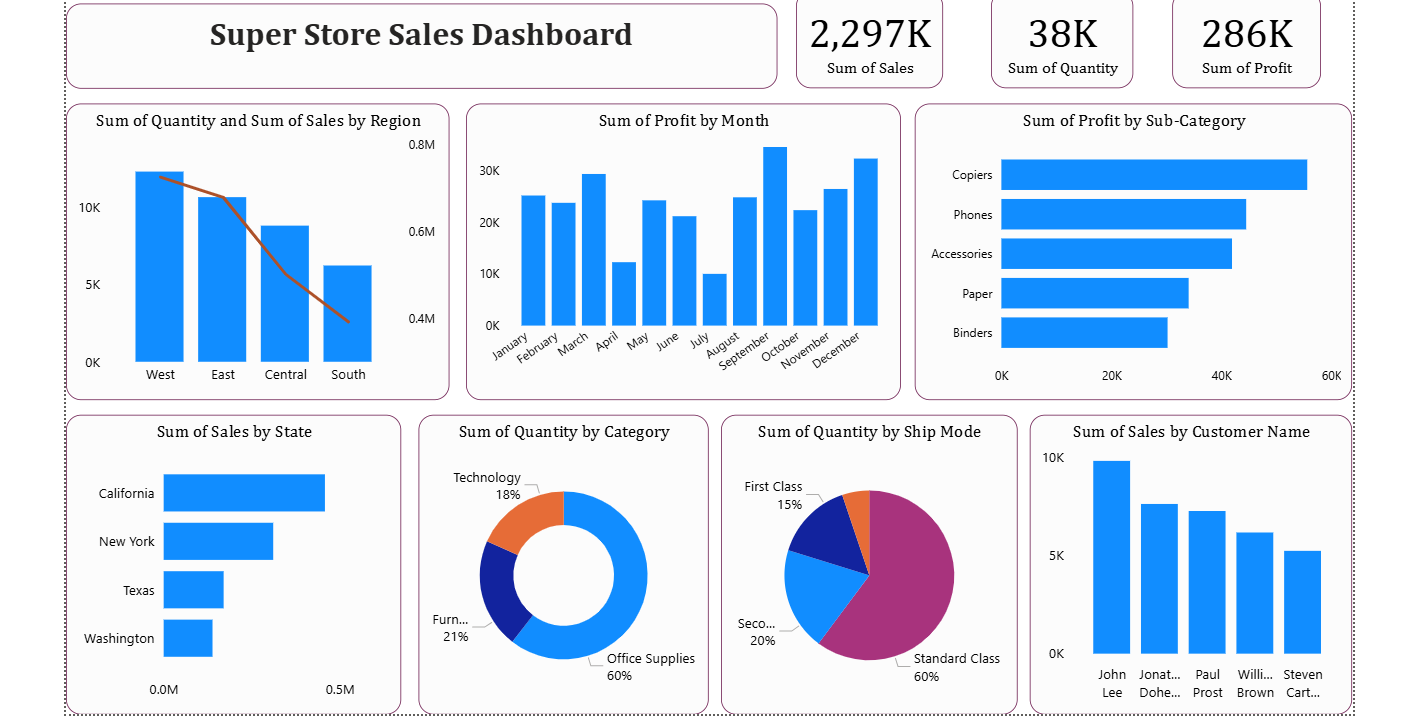 Super Store Sales Dashboard
2,297K
Sum of Sales
38K
Sum of Quantity
286K
Sum of Profit
Sum of Quantity and Sum of Sales by Region
0.8M
10K
0.6M
5K
0.4M
0K
West East Central South
Sum of Profit by Month
30K
20K
10K
0K
January February March April May June July August September October November December
Sum of Profit by Sub-Category
Copiers
Phones
Accessories
Paper
Binders
0K 20K 40K 60K
Sum of Sales by State
California
New York
Texas
Washington
0.0M 0.5M
Sum of Quantity by Category
Technology
18%
Furn...
21%
Office Supplies
60%
Sum of Quantity by Ship Mode
First Class
15%
Seco...
20%
Standard Class
60%
Sum of Sales by Customer Name
10K
5K
0K
John Jonat... Paul Willi... Steven
Lee Dohe... Prost Brown Cart...